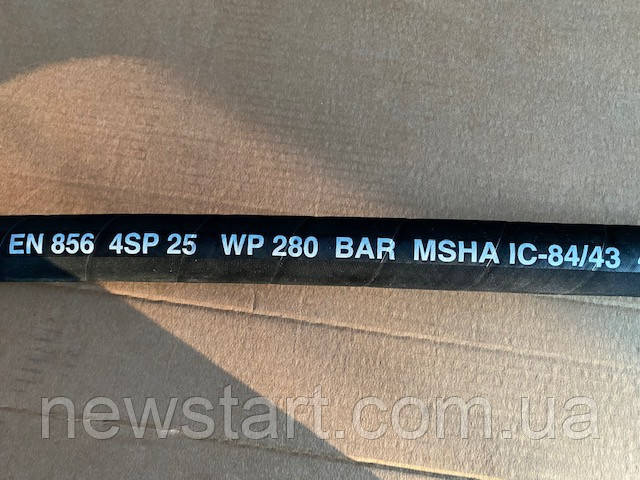 EN 856 4SP 25 WP 280 BAR MSHA IC-84/43
newstart.com.ua